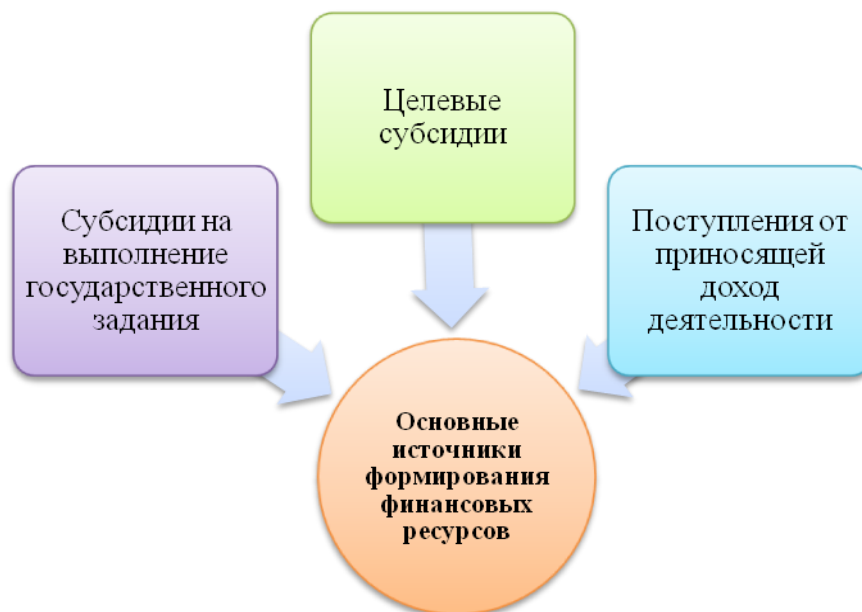 Целевые
субсидии
Субсидии на
выполнение
государственного
задания
Поступления от
приносящей
доход
деятельности
Основные
источники
формирования
финансовых
ресурсов